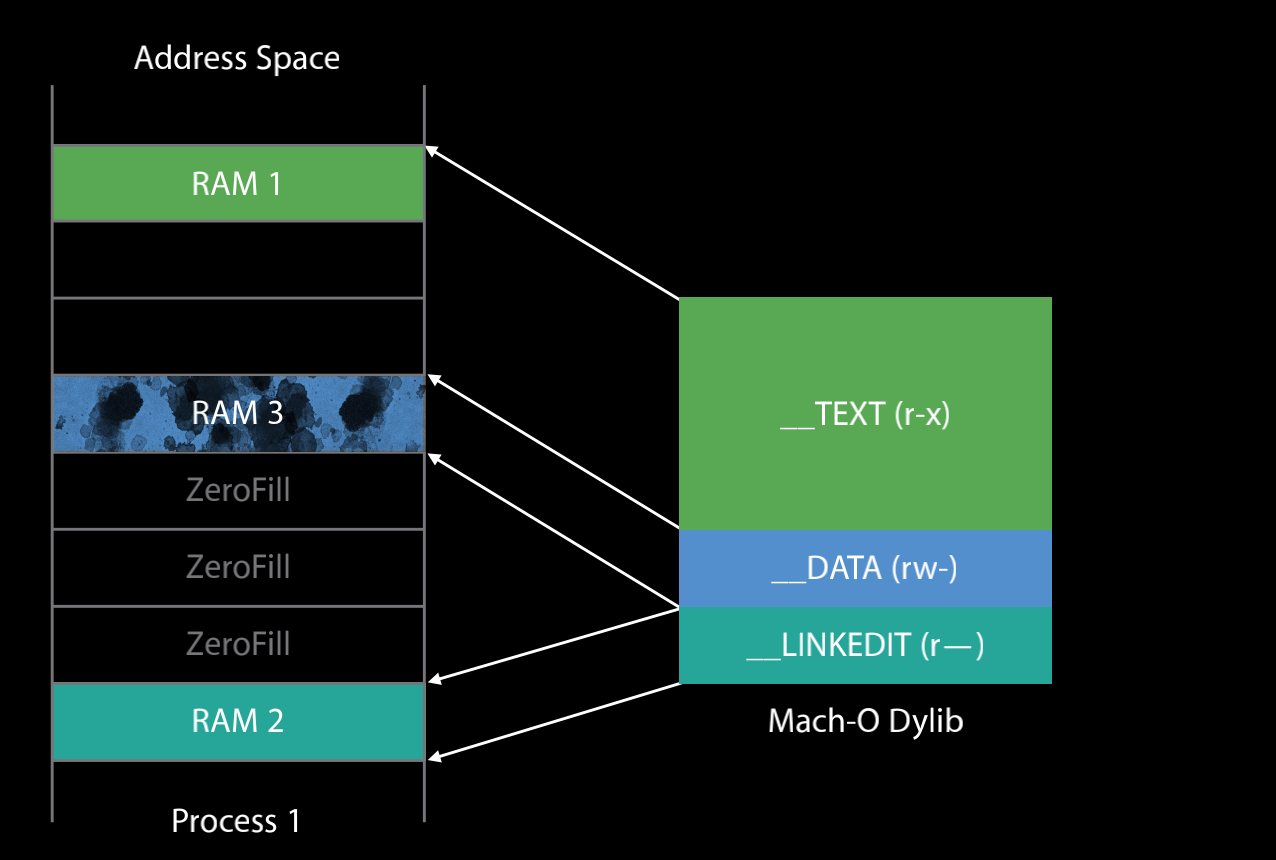 Address Space
RAM 1
RAM 3
ZeroFill
ZeroFill
ZeroFill
RAM 2
Process 1
__TEXT (r-x)
__DATA (rw-)
__LINKEDIT (r—)
Mach-O Dylib